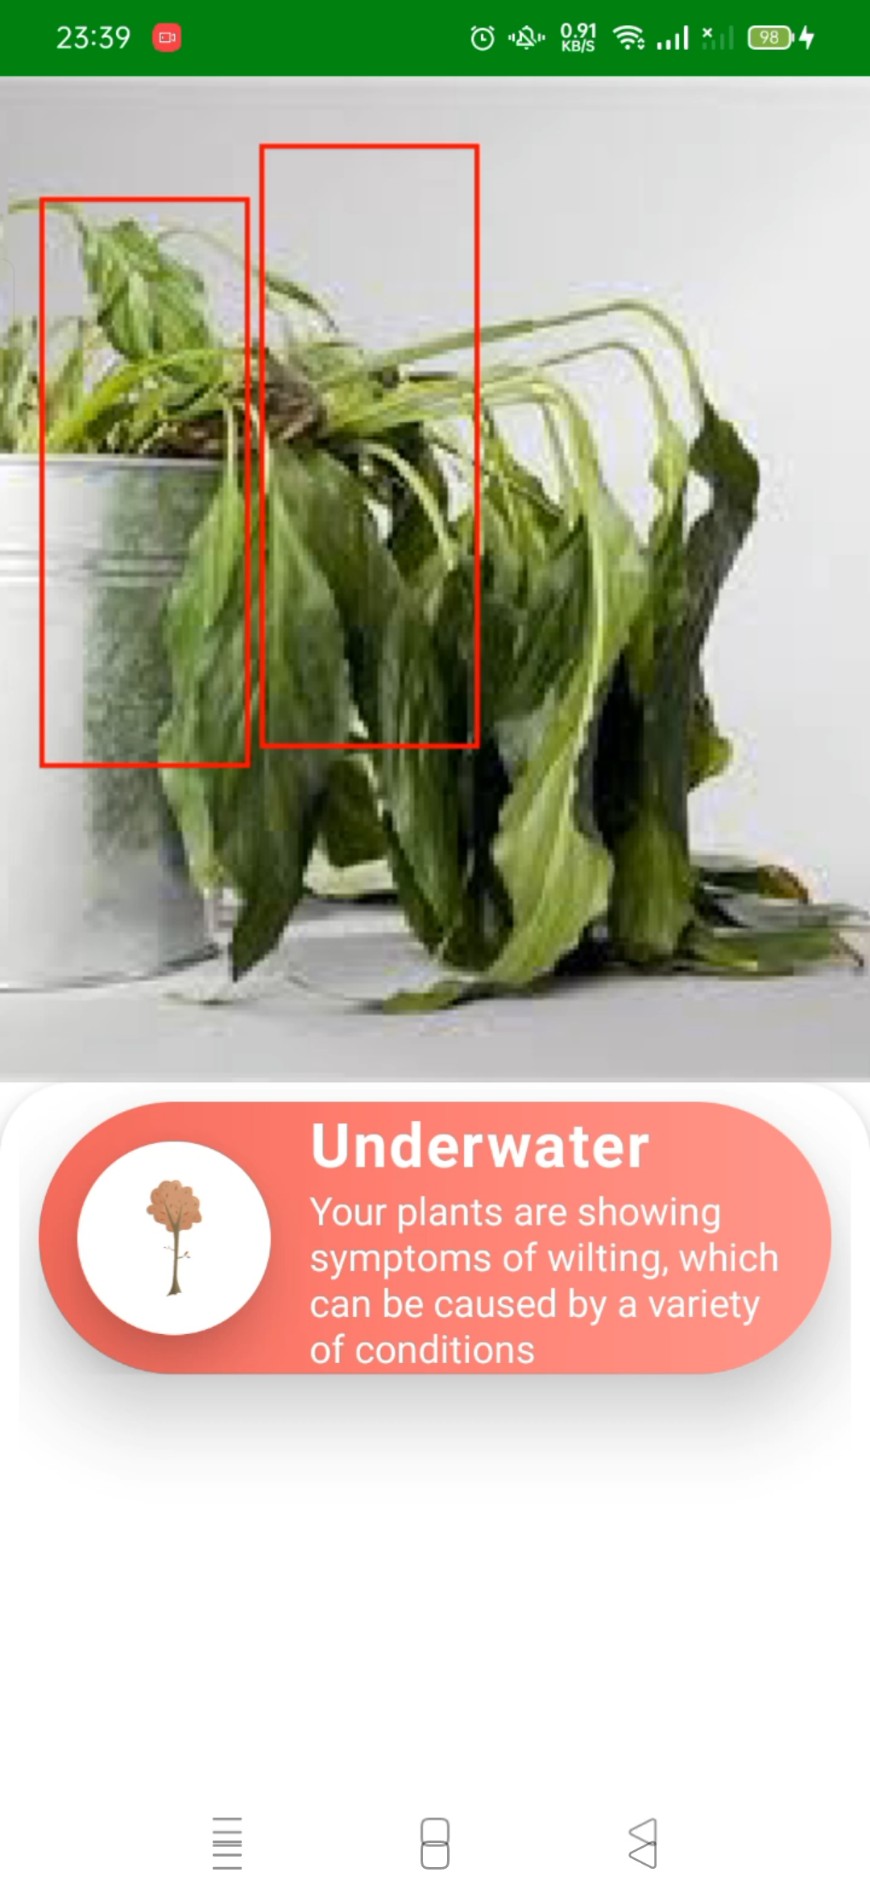 23:39
0.91
KB/S
98
Underwater
Your plants are showing
symptoms of wilting, which
can be caused by a variety
of conditions